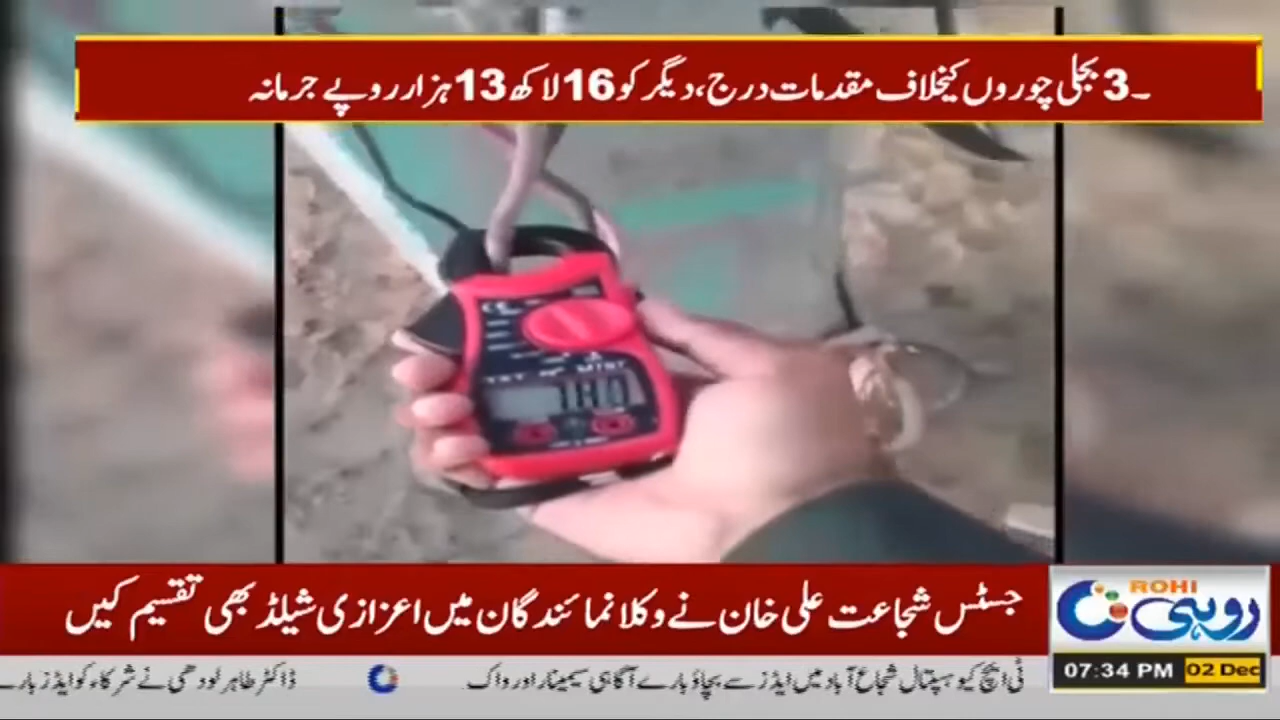 ۔3 بجلی چوروں کیخلاف مقدمات درج، دیگر کو 16 لاکھ 13 ہزار روپے جرمانہ
جسٹس شجاعت علی خان نے وکلا نمائندگان میں اعزازی شیلڈ بھی تقسیم کیں
ROHI
روہی
ٹی ایچ کیو ہسپتال شجاع آباد میں ایڈز سے بچاؤ بارے آگاہی سیمینار اور واک
ڈاکٹر طاہر لودھی نے شرکاء کو ایڈز بارے
07:34 PM 02 Dec